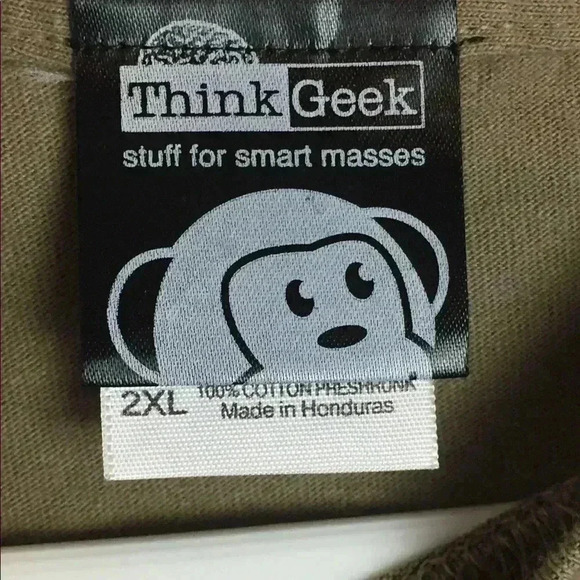 ThinkGeek
stuff for smart masses
2XL 100% COTTON PRESHRUNK
Made in Honduras